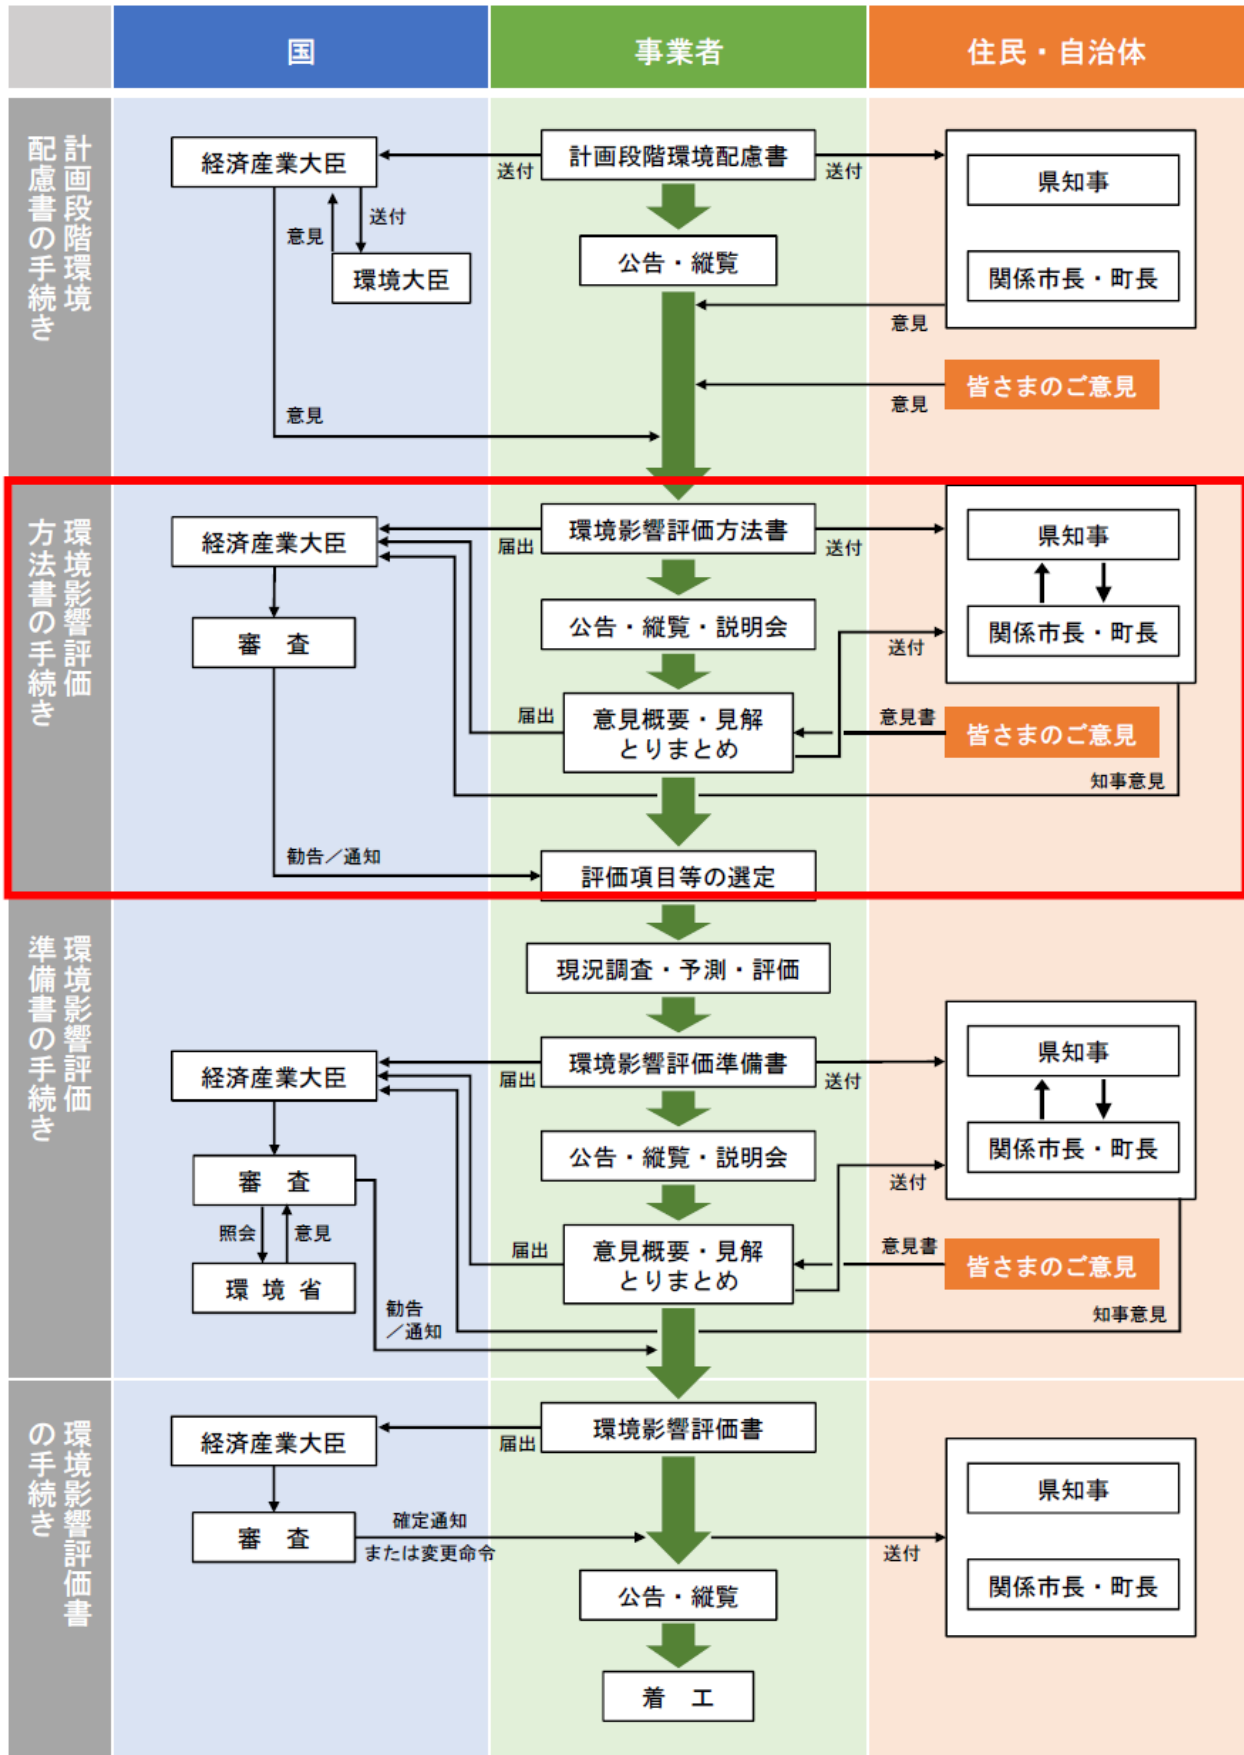 国
事業者
住民・自治体
計画段階環境
配慮書の手続き
経済産業大臣
送付
計画段階環境配慮書
送付
県知事
意見
送付
環境大臣
公告・縦覧
関係市長・町長
意見
皆さまのご意見
意見
意見
環境影響評価
方法書の手続き
経済産業大臣
届出
環境影響評価方法書
送付
県知事
審 査
公告・縦覧・説明会
送付
関係市長・町長
届出
意見概要・見解
とりまとめ
意見書
皆さまのご意見
知事意見
勧告／通知
評価項目等の選定
環境影響評価
準備書の手続き
現況調査・予測・評価
経済産業大臣
届出
環境影響評価準備書
送付
県知事
審 査
公告・縦覧・説明会
送付
関係市長・町長
照会
意見
環 境 省
届出
意見概要・見解
とりまとめ
意見書
皆さまのご意見
勧告
／通知
知事意見
環境影響評価書
の手続き
経済産業大臣
届出
環境影響評価書
県知事
審 査
確定通知
または変更命令
送付
公告・縦覧
関係市長・町長
着 工